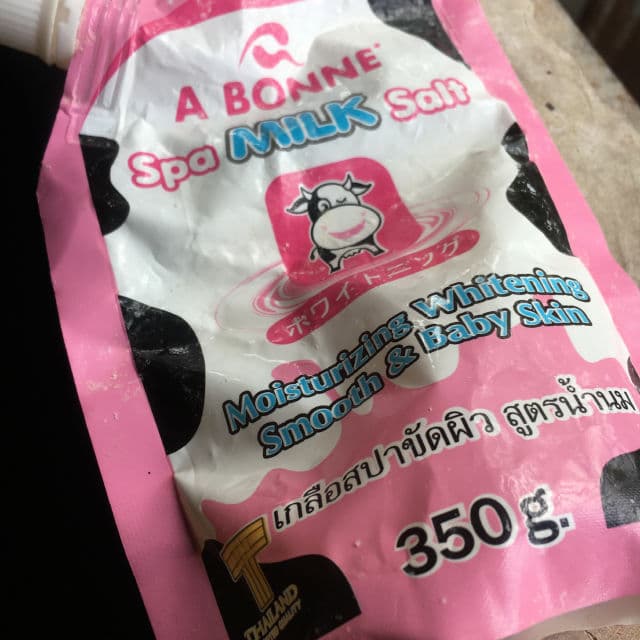 A BONNE
Spa MILK Salt
ホワイトニング
Moisturizing Whitening
Smooth & Baby Skin
เกลือสปาขัดผิว สูตรน้ำนม
350 g.
T
THAILAND
QUALITY